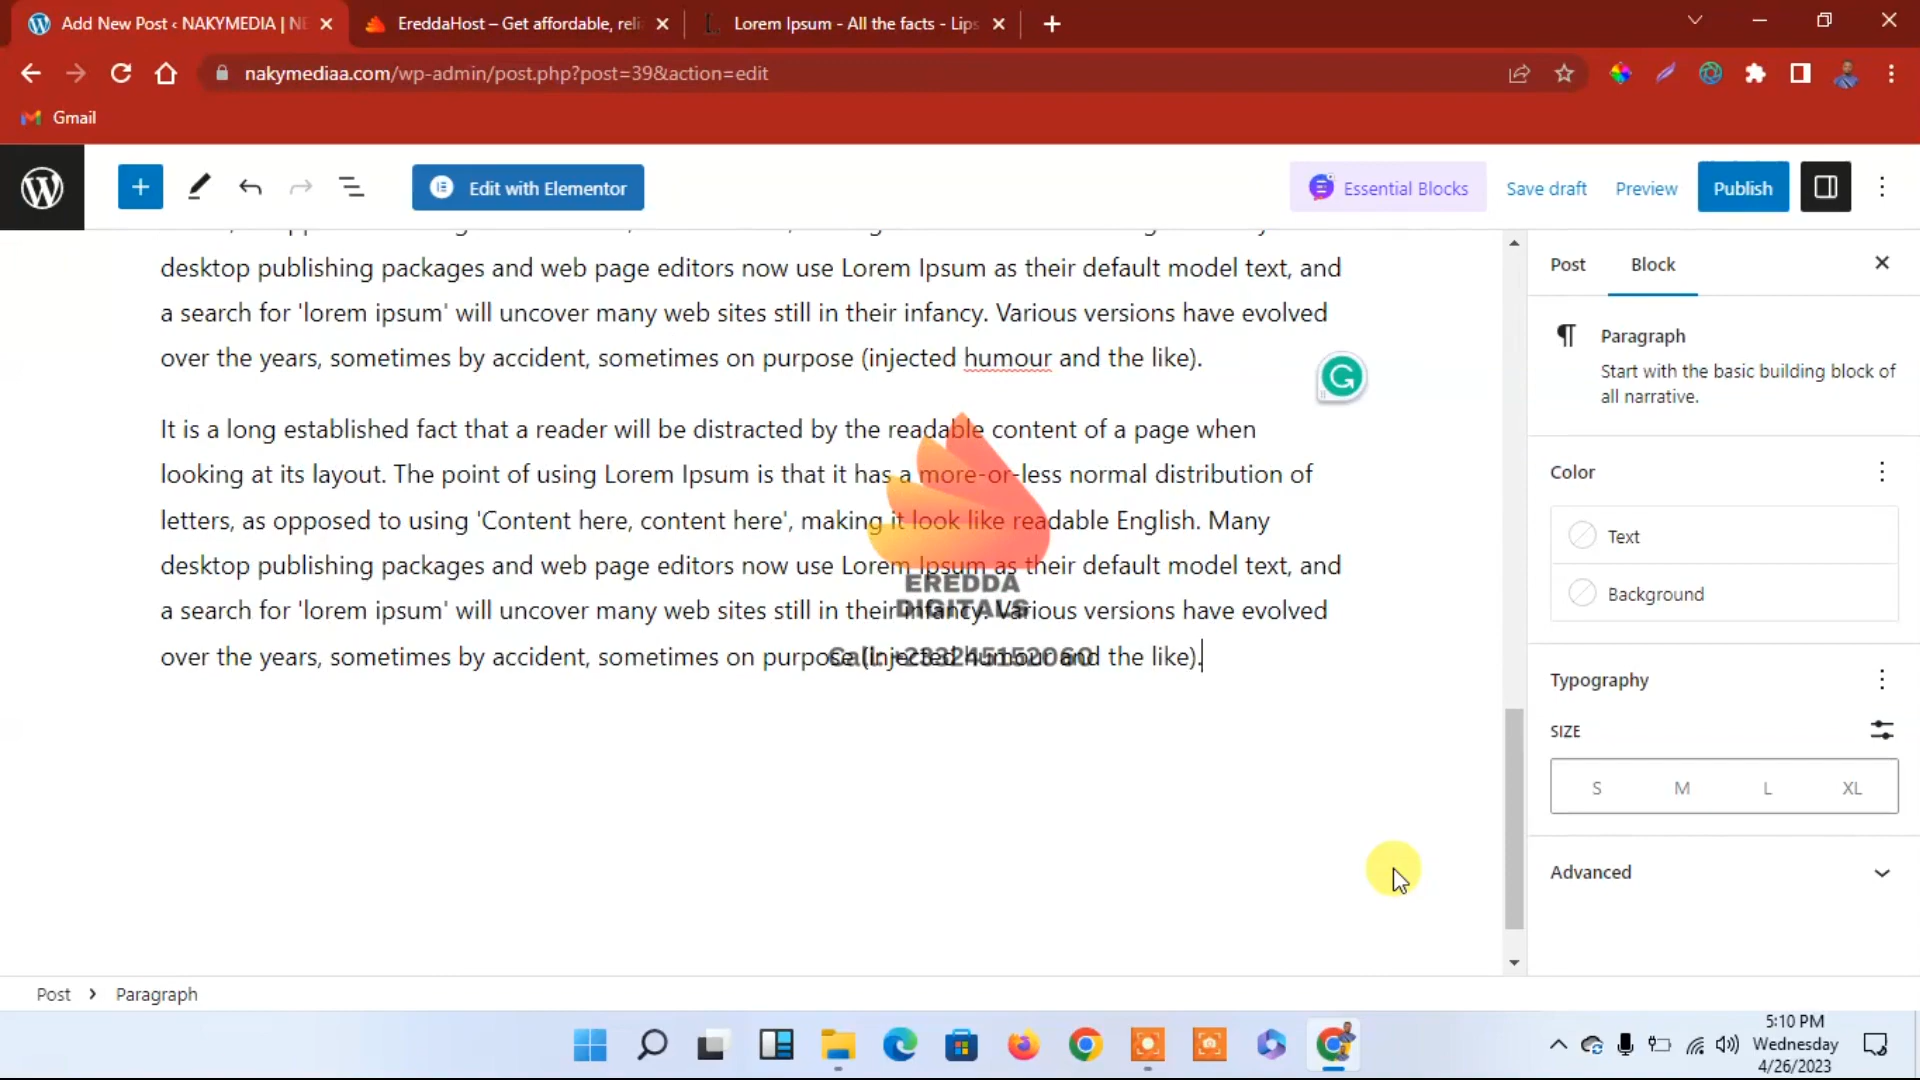 Add New Post ‹ NAKYMEDIA | NE
EreddaHost – Get affordable, reli
Lorem Ipsum - All the facts - Lips
nakymediaa.com/wp-admin/post.php?post=39&action=edit
Gmail
Edit with Elementor
Essential Blocks
Save draft
Preview
Publish
desktop publishing packages and web page editors now use Lorem Ipsum as their default model text, and
a search for 'lorem ipsum' will uncover many web sites still in their infancy. Various versions have evolved
over the years, sometimes by accident, sometimes on purpose (injected humour and the like).
It is a long established fact that a reader will be distracted by the readable content of a page when
looking at its layout. The point of using Lorem Ipsum is that it has a more-or-less normal distribution of
letters, as opposed to using 'Content here, content here', making it look like readable English. Many
desktop publishing packages and web page editors now use Lorem Ipsum as their default model text, and
a search for 'lorem ipsum' will uncover many web sites still in their infancy. Various versions have evolved
over the years, sometimes by accident, sometimes on purpose (injected humour and the like).
EREDDA
DIGITALS
Call: +233245152060
Post
Block
Paragraph
Start with the basic building block of
all narrative.
Color
Text
Background
Typography
SIZE
S M L XL
Advanced
Post
Paragraph
5:10 PM
Wednesday
4/26/2023